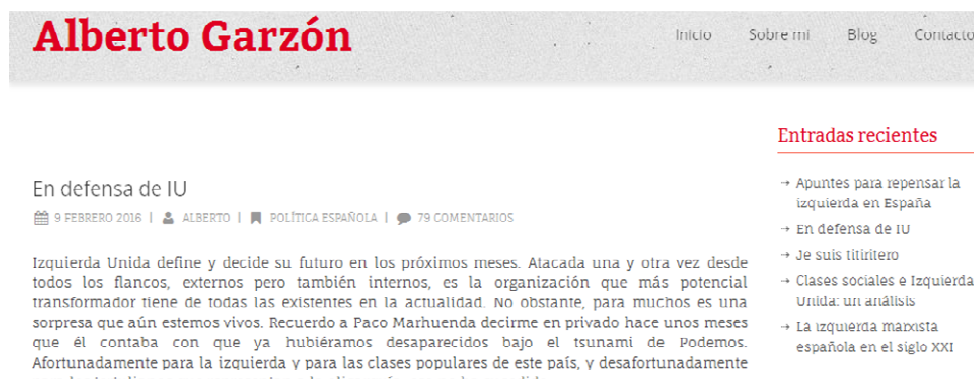 Alberto Garzón
Inicio Sobre mi Blog Contacto
En defensa de IU
9 FEBRERO 2016 | ALBERTO | POLÍTICA ESPAÑOLA | 79 COMENTARIOS
Izquierda Unida define y decide su futuro en los próximos meses. Atacada una y otra vez desde
todos los flancos, externos pero también internos, es la organización que más potencial
transformador tiene de todas las existentes en la actualidad. No obstante, para muchos es una
sorpresa que aún estemos vivos. Recuerdo a Paco Marhuenda decirme en privado hace unos meses
que él contaba con que ya hubiéramos desaparecidos bajo el tsunami de Podemos.
Afortunadamente para la izquierda y para las clases populares de este país, y desafortunadamente
Entradas recientes
→ Apuntes para repensar la
izquierda en España
→ En defensa de IU
→ Je suis titiritero
→ Clases sociales e Izquierda
Unida: un análisis
→ La izquierda marxista
española en el siglo XXI